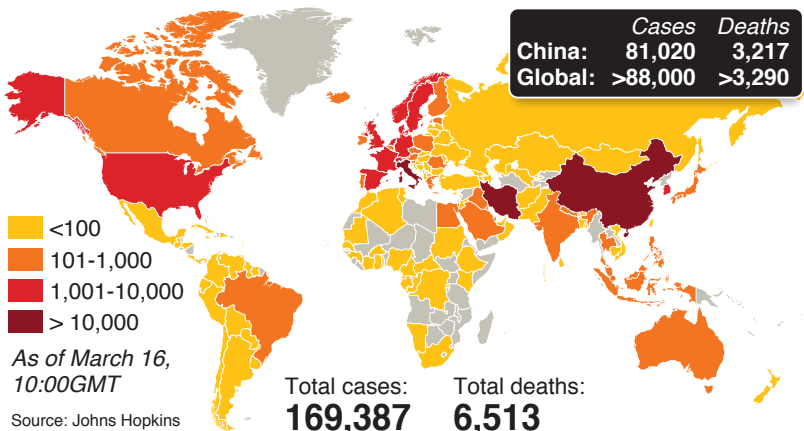 Cases Deaths
China: 81,020 3,217
Global: >88,000 >3,290
<100
101-1,000
1,001-10,000
> 10,000
As of March 16,
10:00GMT
Source: Johns Hopkins
Total cases:
169,387
Total deaths:
6,513